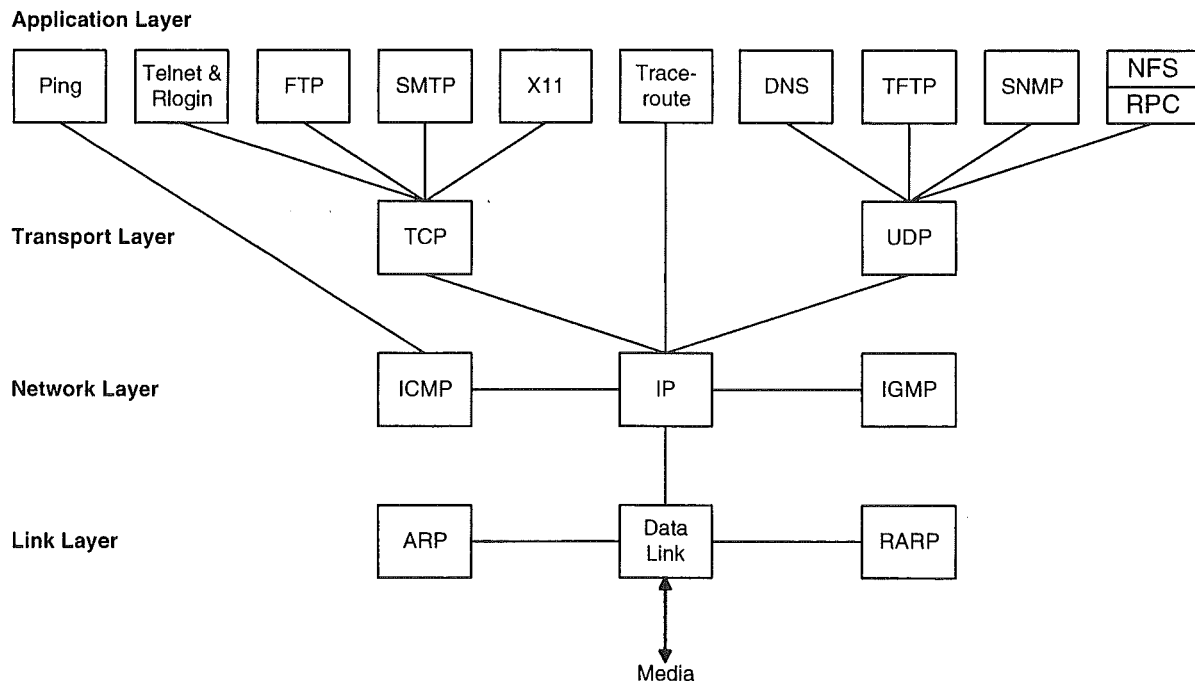 Application Layer
Ping
Telnet &
Rlogin
FTP
SMTP
X11
Trace-
route
DNS
TFTP
SNMP
NFS
RPC
Transport Layer
TCP
UDP
Network Layer
ICMP
IP
IGMP
Link Layer
ARP
Data
Link
RARP
Media